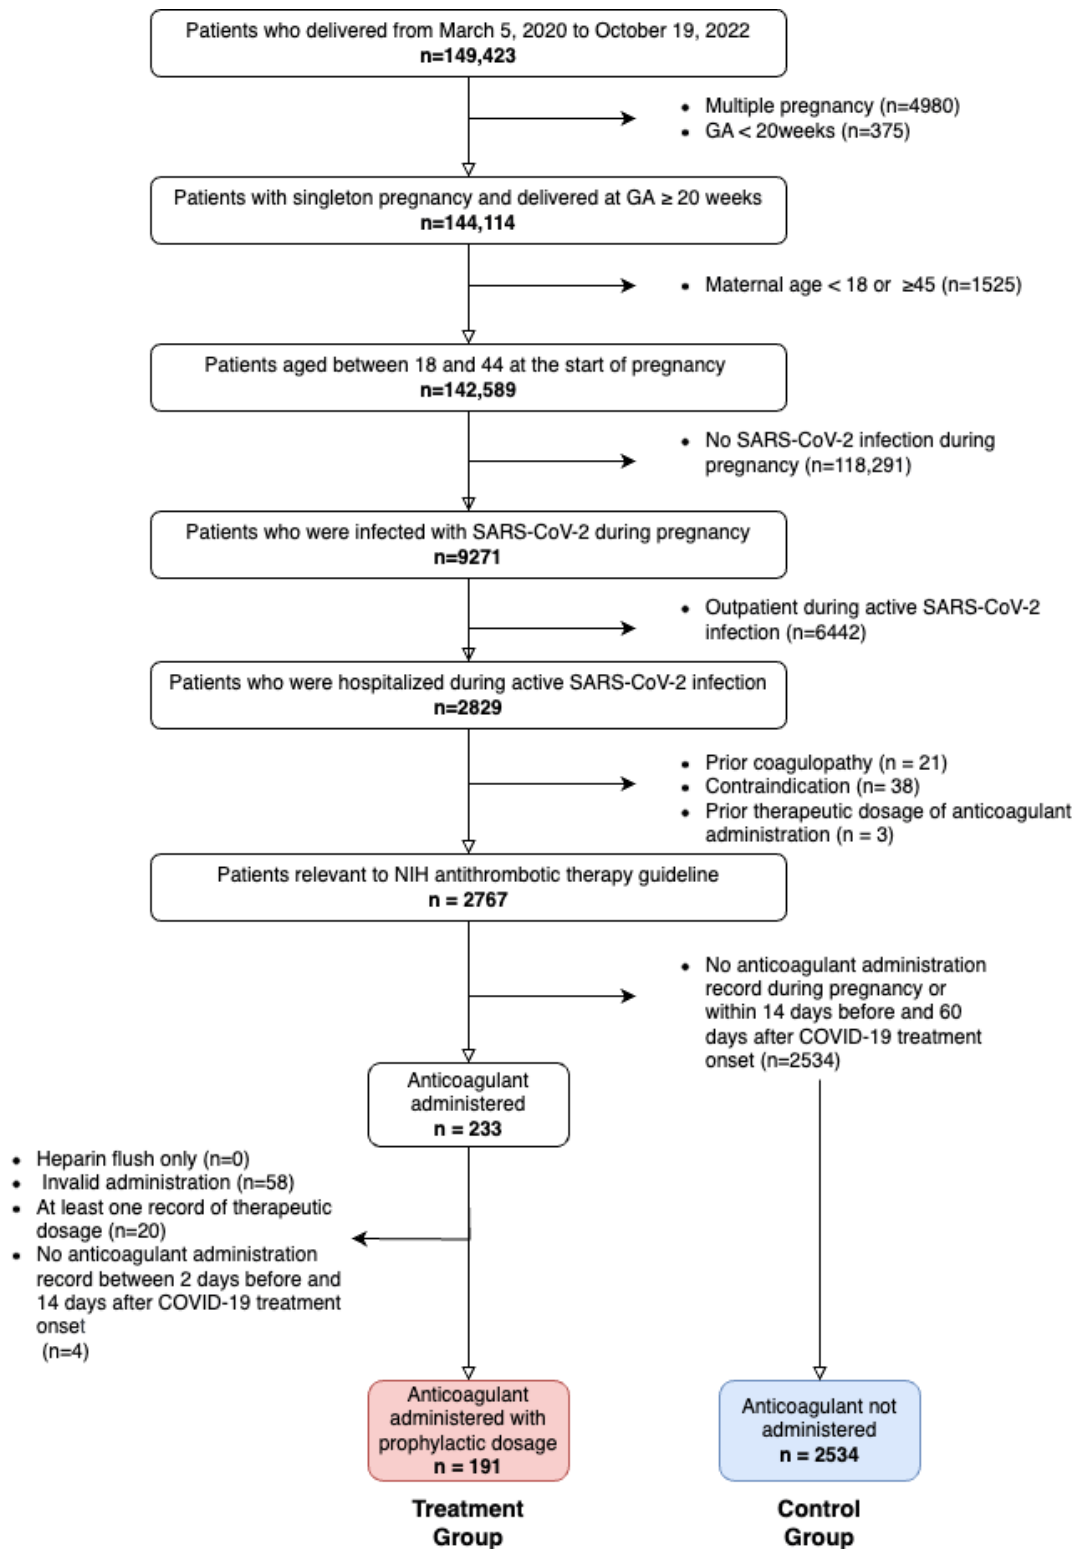 Patients who delivered from March 5, 2020 to October 19, 2022
n=149,423
• Multiple pregnancy (n=4980)
• GA < 20weeks (n=375)
Patients with singleton pregnancy and delivered at GA ≥ 20 weeks
n=144,114
• Maternal age < 18 or ≥45 (n=1525)
Patients aged between 18 and 44 at the start of pregnancy
n=142,589
• No SARS-CoV-2 infection during
pregnancy (n=118,291)
Patients who were infected with SARS-CoV-2 during pregnancy
n=9271
• Outpatient during active SARS-CoV-2
infection (n=6442)
Patients who were hospitalized during active SARS-CoV-2 infection
n=2829
• Prior coagulopathy (n = 21)
• Contraindication (n= 38)
• Prior therapeutic dosage of anticoagulant
administration (n = 3)
Patients relevant to NIH antithrombotic therapy guideline
n = 2767
• No anticoagulant administration
record during pregnancy or
within 14 days before and 60
days after COVID-19 treatment
onset (n=2534)
Anticoagulant
administered
n = 233
• Heparin flush only (n=0)
• Invalid administration (n=58)
• At least one record of therapeutic
dosage (n=20)
• No anticoagulant administration
record between 2 days before and
14 days after COVID-19 treatment
onset
(n=4)
Anticoagulant
administered with
prophylactic dosage
n = 191
Treatment
Group
Anticoagulant not
administered
n = 2534
Control
Group